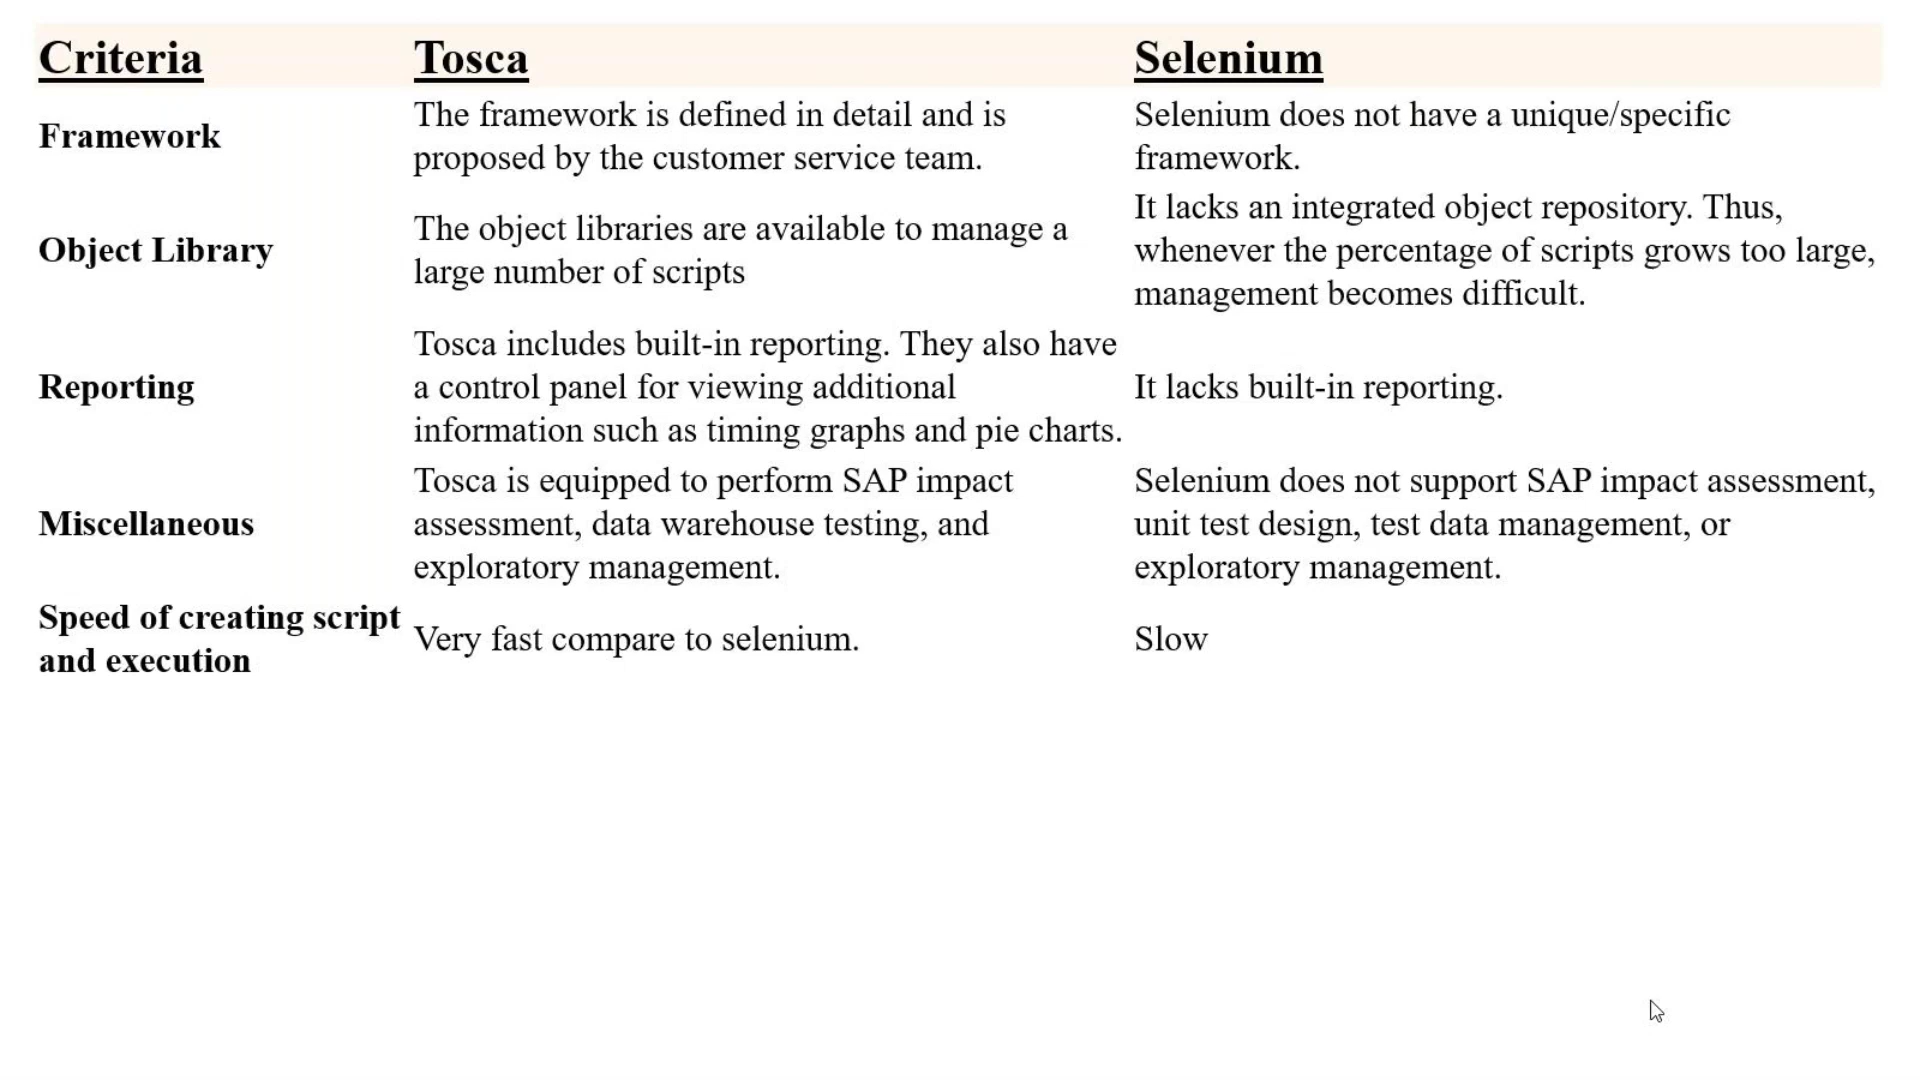 Criteria Tosca Selenium
Framework
The framework is defined in detail and is
proposed by the customer service team.
Selenium does not have a unique/specific
framework.
Object Library
The object libraries are available to manage a
large number of scripts
It lacks an integrated object repository. Thus,
whenever the percentage of scripts grows too large,
management becomes difficult.
Reporting
Tosca includes built-in reporting. They also have
a control panel for viewing additional
information such as timing graphs and pie charts.
It lacks built-in reporting.
Miscellaneous
Tosca is equipped to perform SAP impact
assessment, data warehouse testing, and
exploratory management.
Selenium does not support SAP impact assessment,
unit test design, test data management, or
exploratory management.
Speed of creating script
and execution
Very fast compare to selenium.
Slow